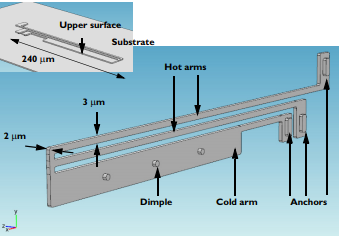 Upper surface
Substrate
240 μm
Hot arms
3 μm
2 μm
Dimple
Cold arm
Anchors
y
z
x